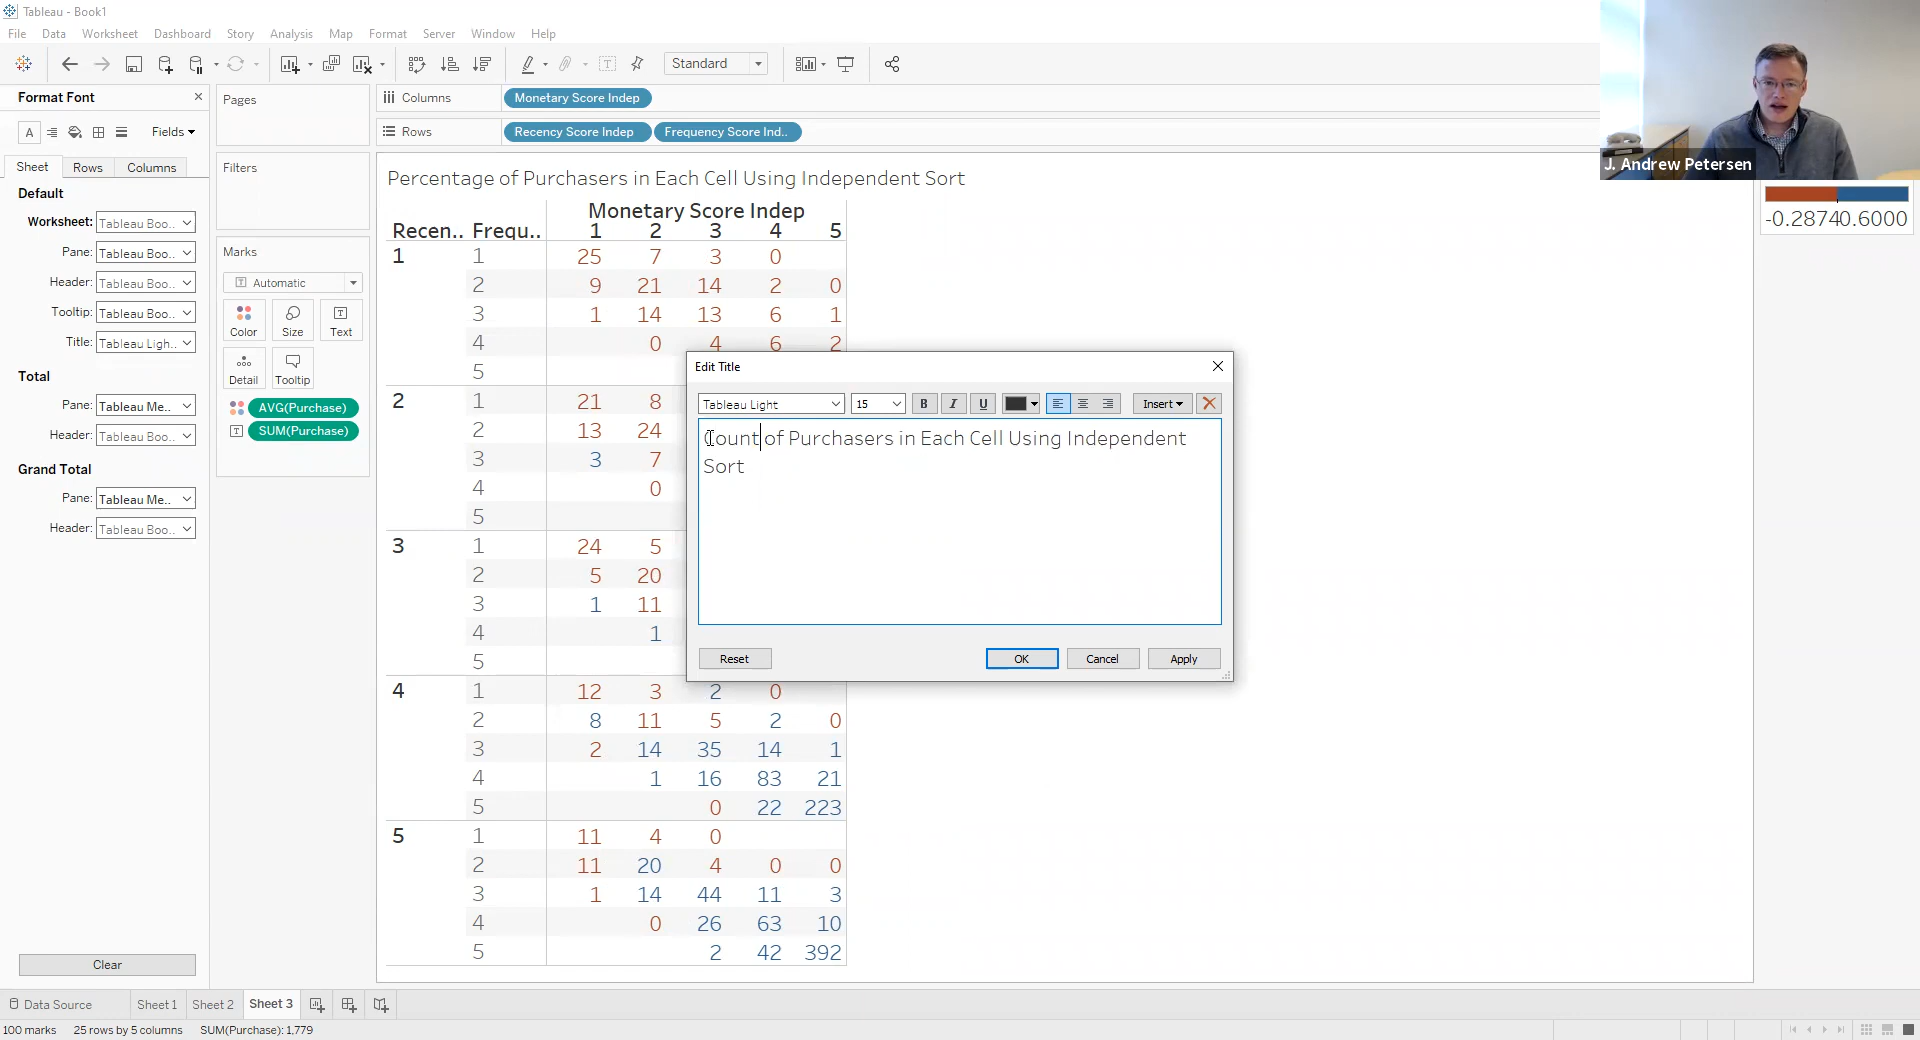 Tableau - Book1
File Data Worksheet Dashboard Story Analysis Map Format Server Window Help
Standard
J. Andrew Petersen
Format Font
Fields
Sheet Rows Columns
Default
Worksheet: Tableau Boo..
Pane: Tableau Boo..
Header: Tableau Boo..
Tooltip: Tableau Boo..
Title: Tableau Ligh..
Total
Pane: Tableau Me..
Header: Tableau Boo..
Grand Total
Pane: Tableau Me..
Header: Tableau Boo..
Clear
Pages
Filters
Marks
Automatic
Color Size Text
Detail Tooltip
AVG(Purchase)
SUM(Purchase)
Columns Monetary Score Indep
Rows Recency Score Indep Frequency Score Ind..
Percentage of Purchasers in Each Cell Using Independent Sort
Monetary Score Indep
Recen.. Frequ.. 1 2 3 4 5
1 1 25 7 3 0
2 9 21 14 2 0
3 1 14 13 6 1
4 0 4 6 2
5
2 1 21 8
2 13 24
3 3 7
4 0
5
3 1 24 5
2 5 20
3 1 11
4 1
5
4 1 12 3 2 0
2 8 11 5 2 0
3 2 14 35 14 1
4 1 16 83 21
5 0 22 223
5 1 11 4 0
2 11 20 4 0 0
3 1 14 44 11 3
4 0 26 63 10
5 2 42 392
-0.2874 0.6000
Edit Title
Tableau Light 15 B I U Insert
Count of Purchasers in Each Cell Using Independent
Sort
Reset OK Cancel Apply
Data Source Sheet 1 Sheet 2 Sheet 3
100 marks 25 rows by 5 columns SUM(Purchase): 1,779